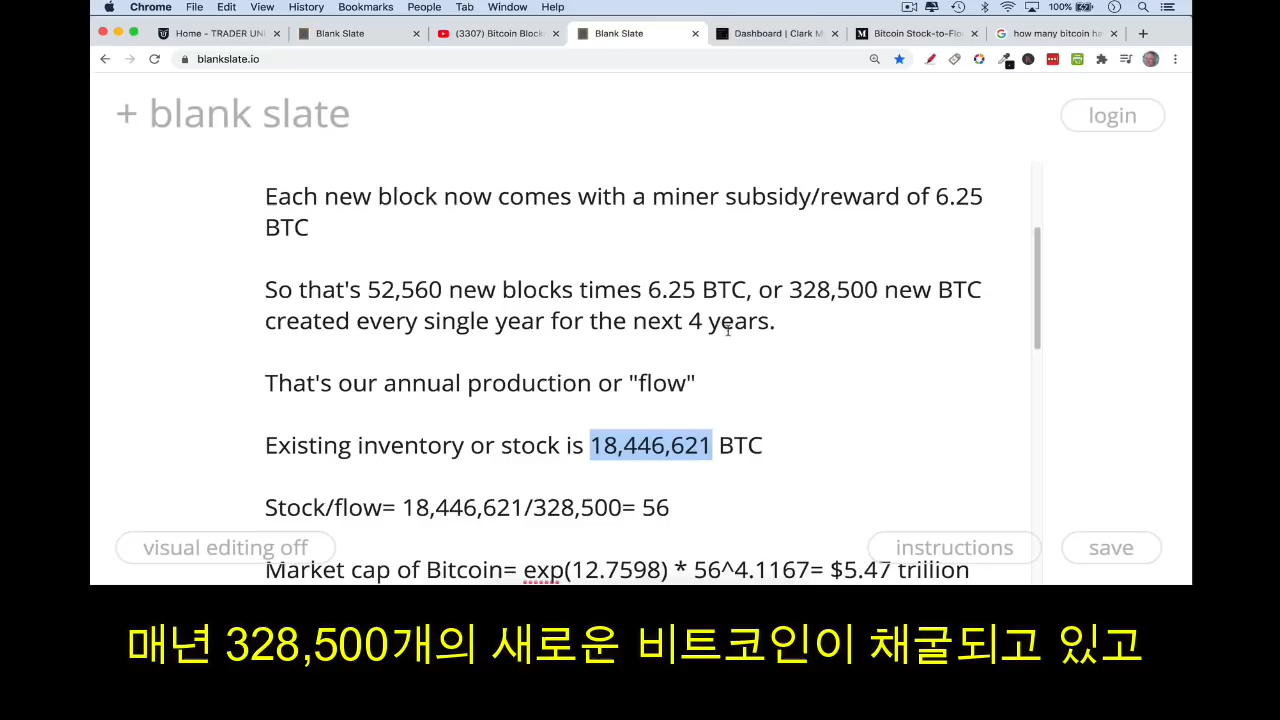 Chrome File Edit View History Bookmarks People Tab Window Help 100%
Home - TRADER UNI Blank Slate (3307) Bitcoin Block Blank Slate Dashboard | Clark M Bitcoin Stock-to-Flo how many bitcoin ha
blankslate.io
+ blank slate login
Each new block now comes with a miner subsidy/reward of 6.25
BTC
So that's 52,560 new blocks times 6.25 BTC, or 328,500 new BTC
created every single year for the next 4 years.
That's our annual production or "flow"
Existing inventory or stock is 18,446,621 BTC
Stock/flow= 18,446,621/328,500= 56
visual editing off instructions save
Market cap of Bitcoin= exp(12.7598) * 56^4.1167= $5.47 trillion
매년 328,500개의 새로운 비트코인이 채굴되고 있고